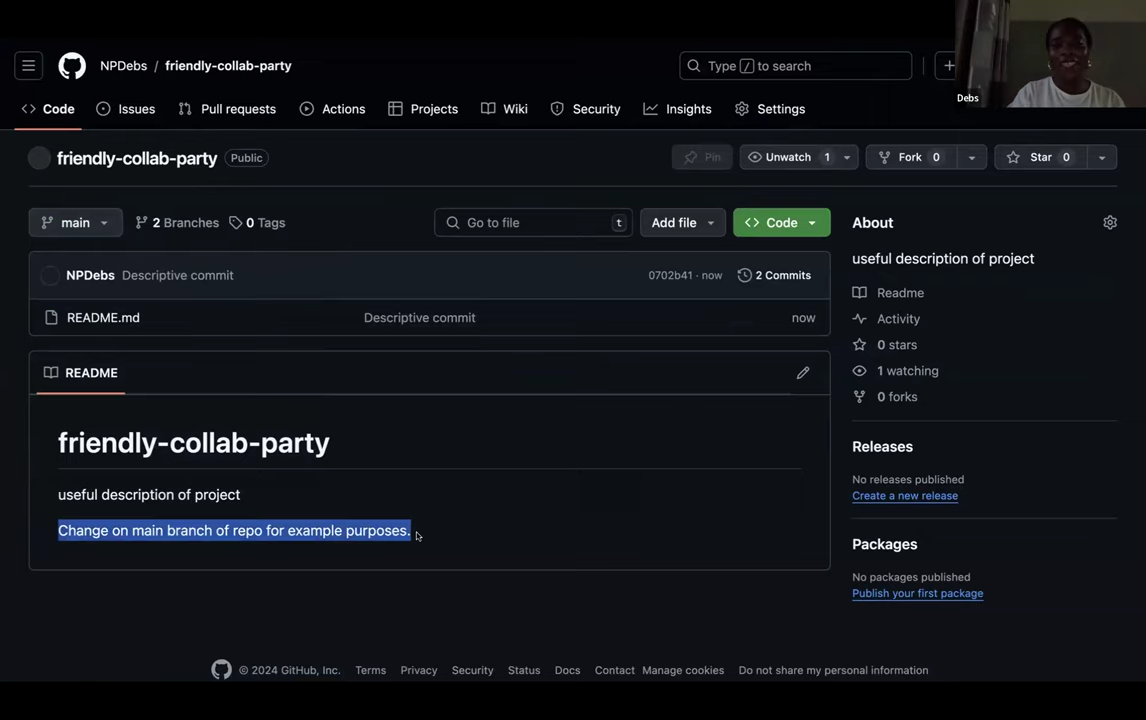 NPDebs / friendly-collab-party
Type / to search
Debs
Code Issues Pull requests Actions Projects Wiki Security Insights Settings
friendly-collab-party Public
Pin Unwatch 1 Fork 0 Star 0
main 2 Branches 0 Tags Go to file t Add file Code
About
useful description of project
NPDebs Descriptive commit 0702b41 · now 2 Commits
README.md Descriptive commit now
Readme
Activity
0 stars
1 watching
0 forks
README
friendly-collab-party
useful description of project
Change on main branch of repo for example purposes.
Releases
No releases published
Create a new release
Packages
No packages published
Publish your first package
© 2024 GitHub, Inc. Terms Privacy Security Status Docs Contact Manage cookies Do not share my personal information